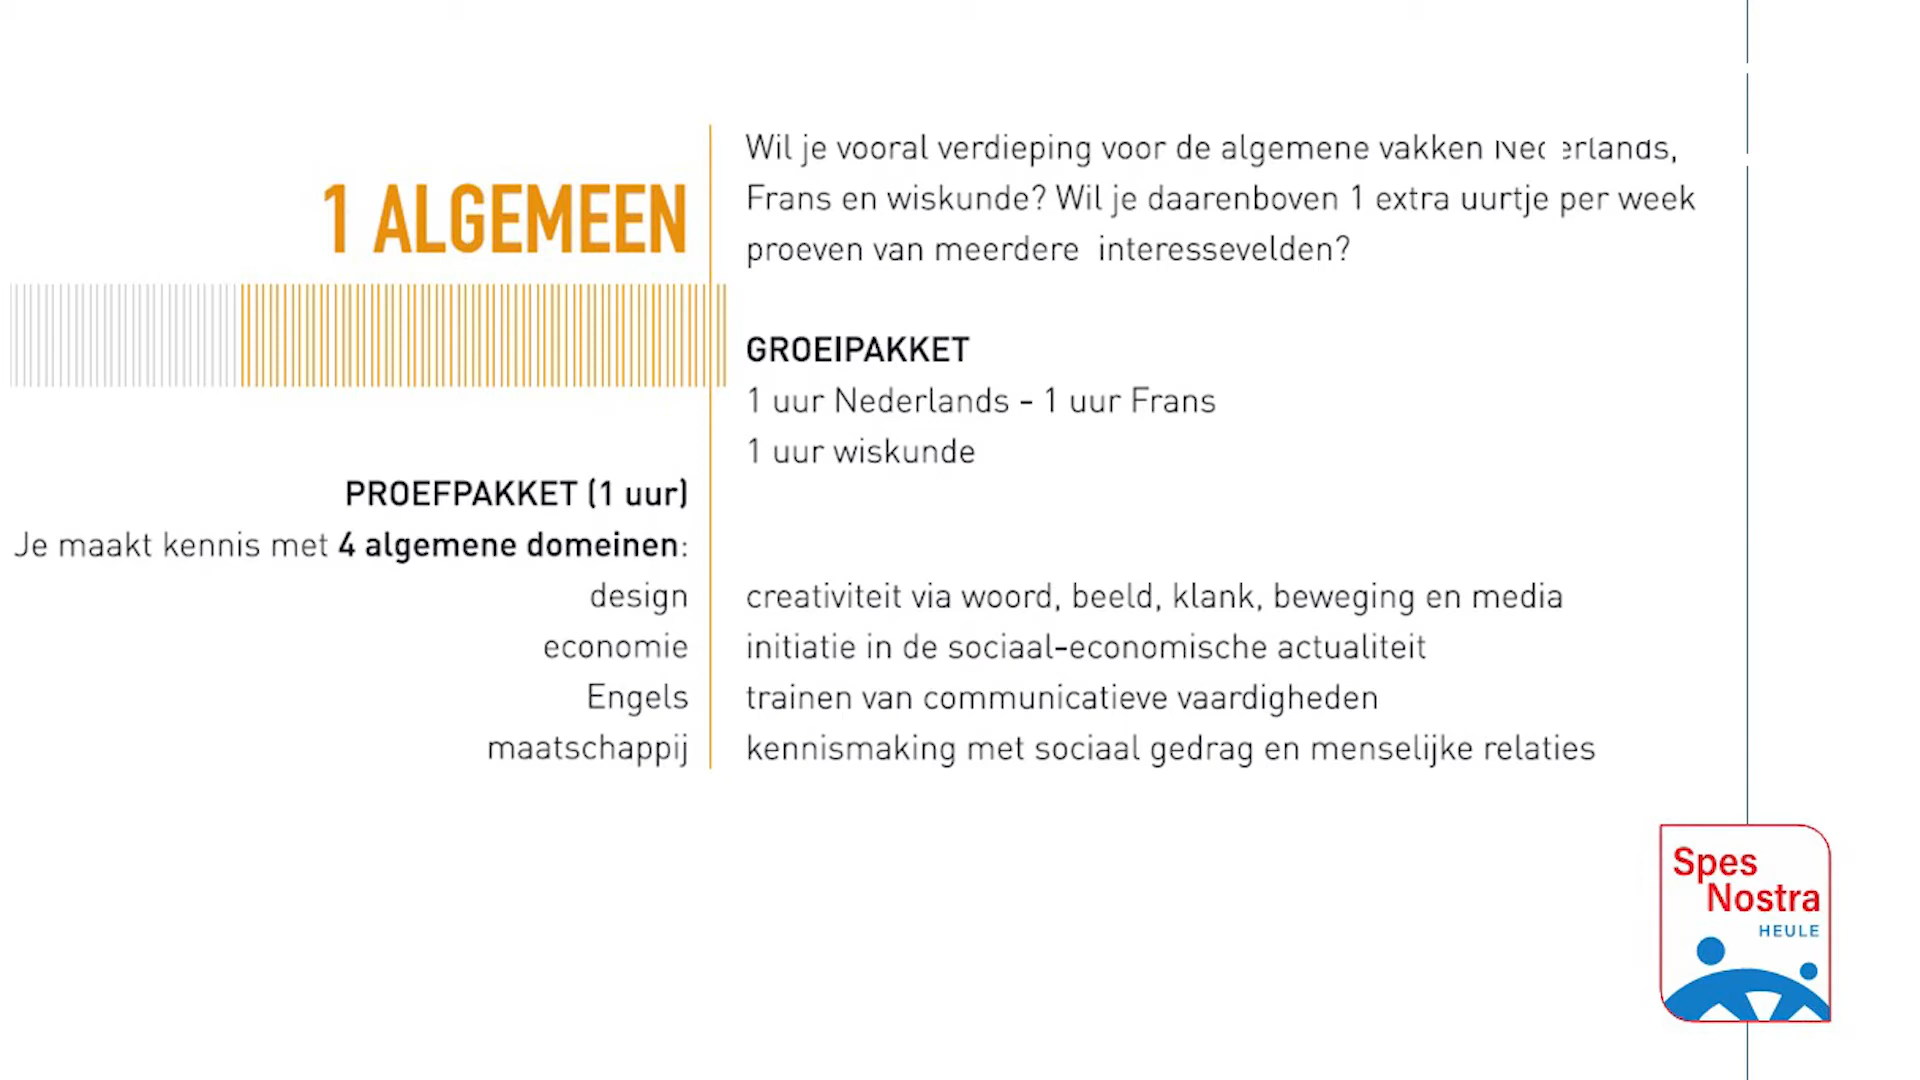 1 ALGEMEEN
Wil je vooral verdieping voor de algemene vakken Nederlands,
Frans en wiskunde? Wil je daarenboven 1 extra uurtje per week
proeven van meerdere interessevelden?
GROEIPAKKET
1 uur Nederlands - 1 uur Frans
1 uur wiskunde
PROEFPAKKET (1 uur)
Je maakt kennis met 4 algemene domeinen:
design creativiteit via woord, beeld, klank, beweging en media
economie initiatie in de sociaal-economische actualiteit
Engels trainen van communicatieve vaardigheden
maatschappij kennismaking met sociaal gedrag en menselijke relaties
Spes
Nostra
HEULE